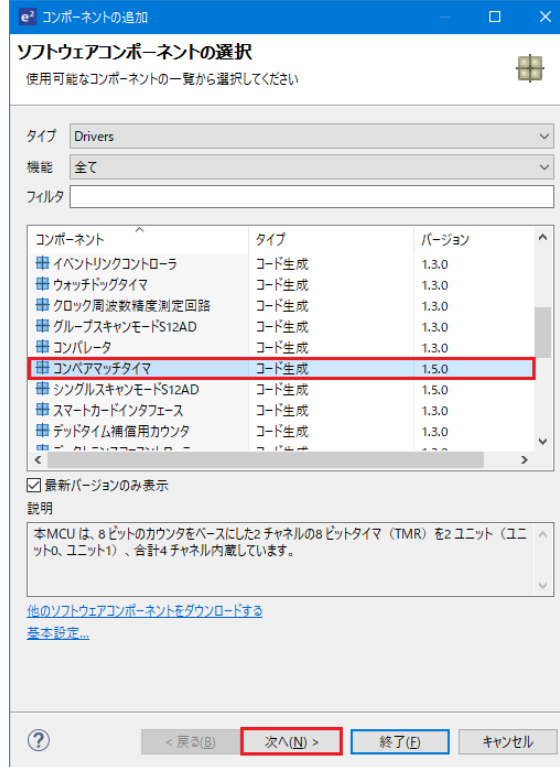 e² コンポーネントの追加
ソフトウェアコンポーネントの選択
使用可能なコンポーネントの一覧から選択してください
タイプ Drivers
機能 全て
フィルタ
コンポーネント タイプ バージョン
イベントリンクコントローラ コード生成 1.3.0
ウォッチドッグタイマ コード生成 1.3.0
クロック周波数精度測定回路 コード生成 1.3.0
グループスキャンモードS12AD コード生成 1.3.0
コンパレータ コード生成 1.3.0
コンペアマッチタイマ コード生成 1.5.0
シングルスキャンモードS12AD コード生成 1.5.0
スマートカードインタフェース コード生成 1.3.0
デッドタイム補償用カウンタ コード生成 1.3.0
最新バージョンのみ表示
説明
本MCU は、8 ビットのカウンタをベースにした2 チャネルの8 ビットタイマ（TMR）を2 ユニット（ユニ
ット0、ユニット1）、合計4 チャネル内蔵しています。
他のソフトウェアコンポーネントをダウンロードする
基本設定...
? < 戻る(B) 次へ(N) > 終了(F) キャンセル